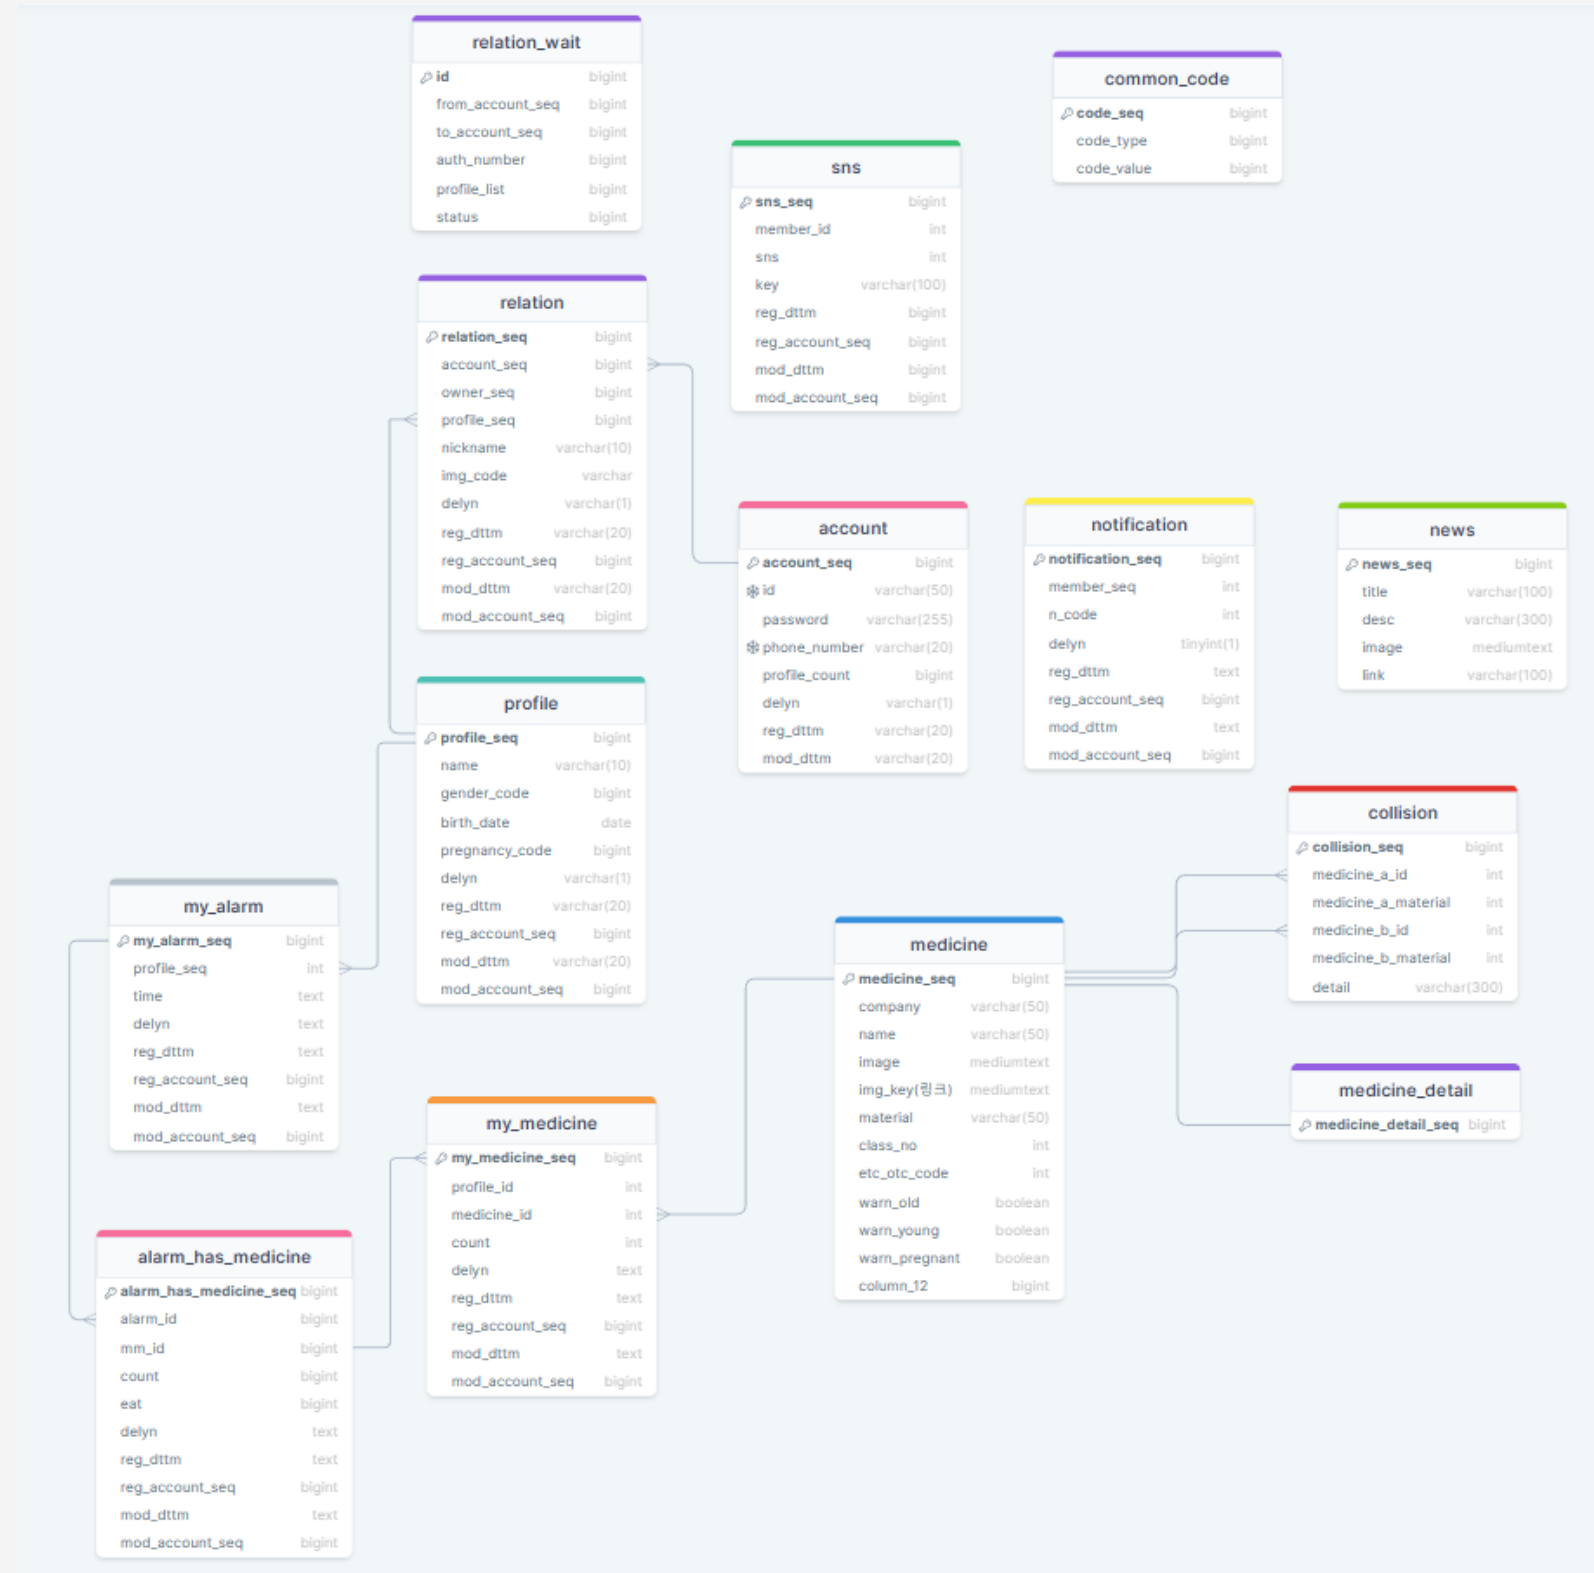 relation_wait
id bigint
from_account_seq bigint
to_account_seq bigint
auth_number bigint
profile_list bigint
status bigint
common_code
code_seq bigint
code_type bigint
code_value bigint
sns
sns_seq bigint
member_id int
sns int
key varchar(100)
reg_dttm bigint
reg_account_seq bigint
mod_dttm bigint
mod_account_seq bigint
relation
relation_seq bigint
account_seq bigint
owner_seq bigint
profile_seq bigint
nickname varchar(10)
img_code varchar
delyn varchar(1)
reg_dttm varchar(20)
reg_account_seq bigint
mod_dttm varchar(20)
mod_account_seq bigint
account
account_seq bigint
id varchar(50)
password varchar(255)
phone_number varchar(20)
profile_count bigint
delyn varchar(1)
reg_dttm varchar(20)
mod_dttm varchar(20)
notification
notification_seq bigint
member_seq int
n_code int
delyn tinyint(1)
reg_dttm text
reg_account_seq bigint
mod_dttm text
mod_account_seq bigint
news
news_seq bigint
title varchar(100)
desc varchar(300)
image mediumtext
link varchar(100)
profile
profile_seq bigint
name varchar(10)
gender_code bigint
birth_date date
pregnancy_code bigint
delyn varchar(1)
reg_dttm varchar(20)
reg_account_seq bigint
mod_dttm varchar(20)
mod_account_seq bigint
collision
collision_seq bigint
medicine_a_id int
medicine_a_material int
medicine_b_id int
medicine_b_material int
detail varchar(300)
my_alarm
my_alarm_seq bigint
profile_seq int
time text
delyn text
reg_dttm text
reg_account_seq bigint
mod_dttm text
mod_account_seq bigint
medicine
medicine_seq bigint
company varchar(50)
name varchar(50)
image mediumtext
img_key(링크) mediumtext
material varchar(50)
class_no int
etc_otc_code int
warn_old boolean
warn_young boolean
warn_pregnant boolean
column_12 bigint
medicine_detail
medicine_detail_seq bigint
my_medicine
my_medicine_seq bigint
profile_id int
medicine_id int
count int
delyn text
reg_dttm text
reg_account_seq bigint
mod_dttm text
mod_account_seq bigint
alarm_has_medicine
alarm_has_medicine_seq bigint
alarm_id bigint
mm_id bigint
count bigint
eat bigint
delyn text
reg_dttm text
reg_account_seq bigint
mod_dttm text
mod_account_seq bigint